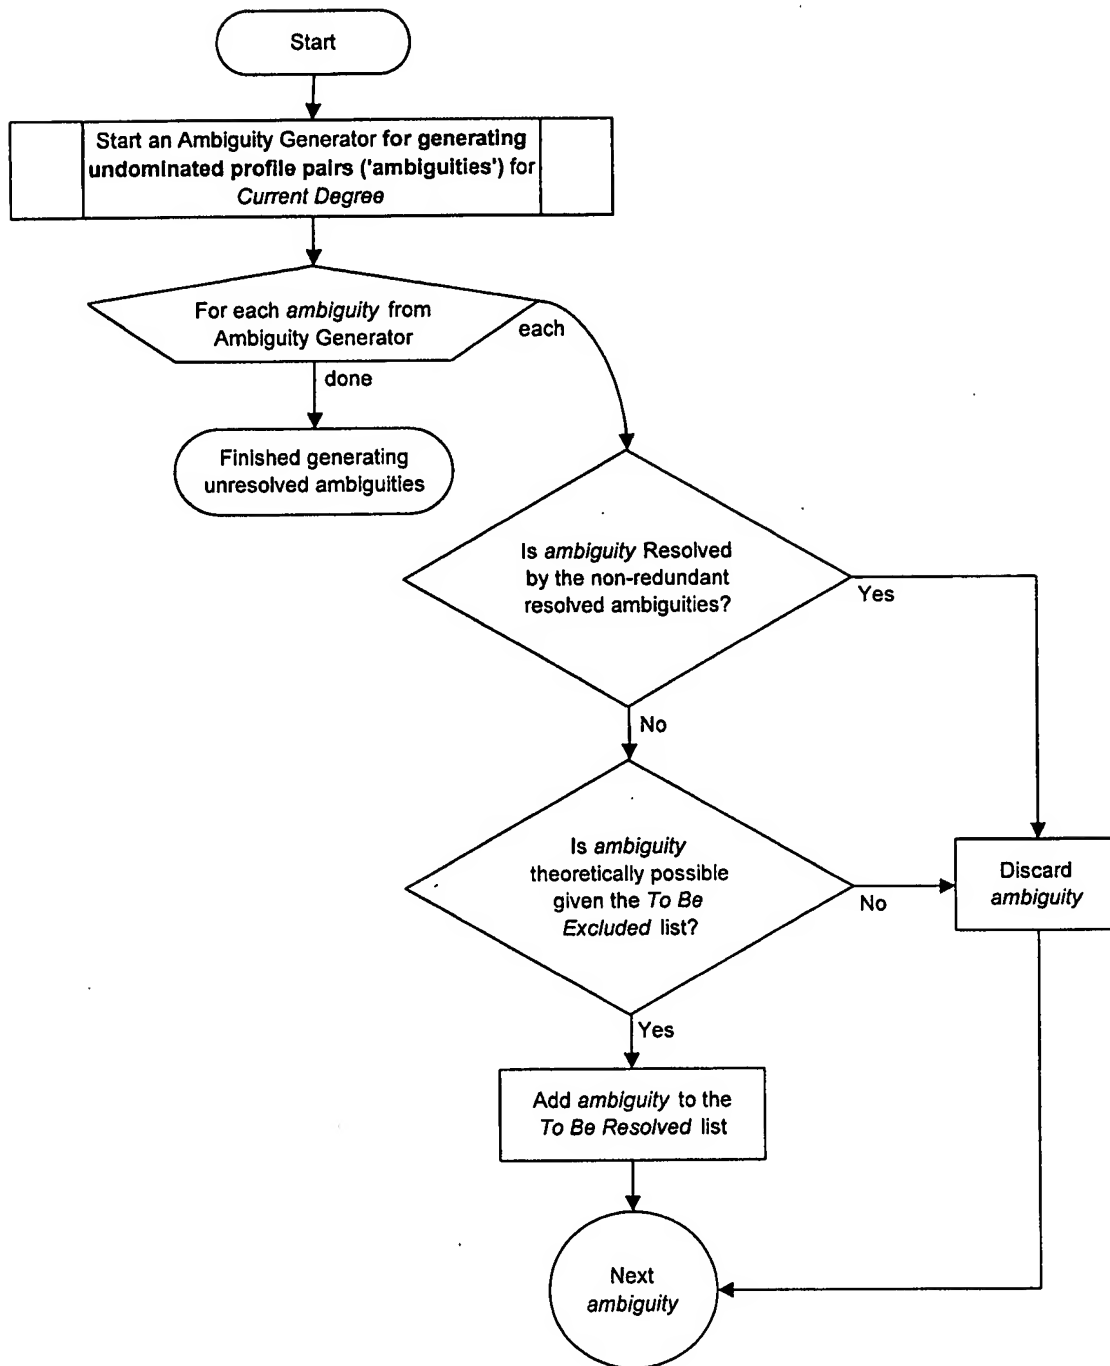 Start
Start an Ambiguity Generator for generating
undominated profile pairs ('ambiguities') for
Current Degree
For each ambiguity from
Ambiguity Generator
each
done
Finished generating
unresolved ambiguities
Is ambiguity Resolved
by the non-redundant
resolved ambiguities?
Yes
No
Is ambiguity
theoretically possible
given the To Be
Excluded list?
No
Discard
ambiguity
Yes
Add ambiguity to the
To Be Resolved list
Next
ambiguity